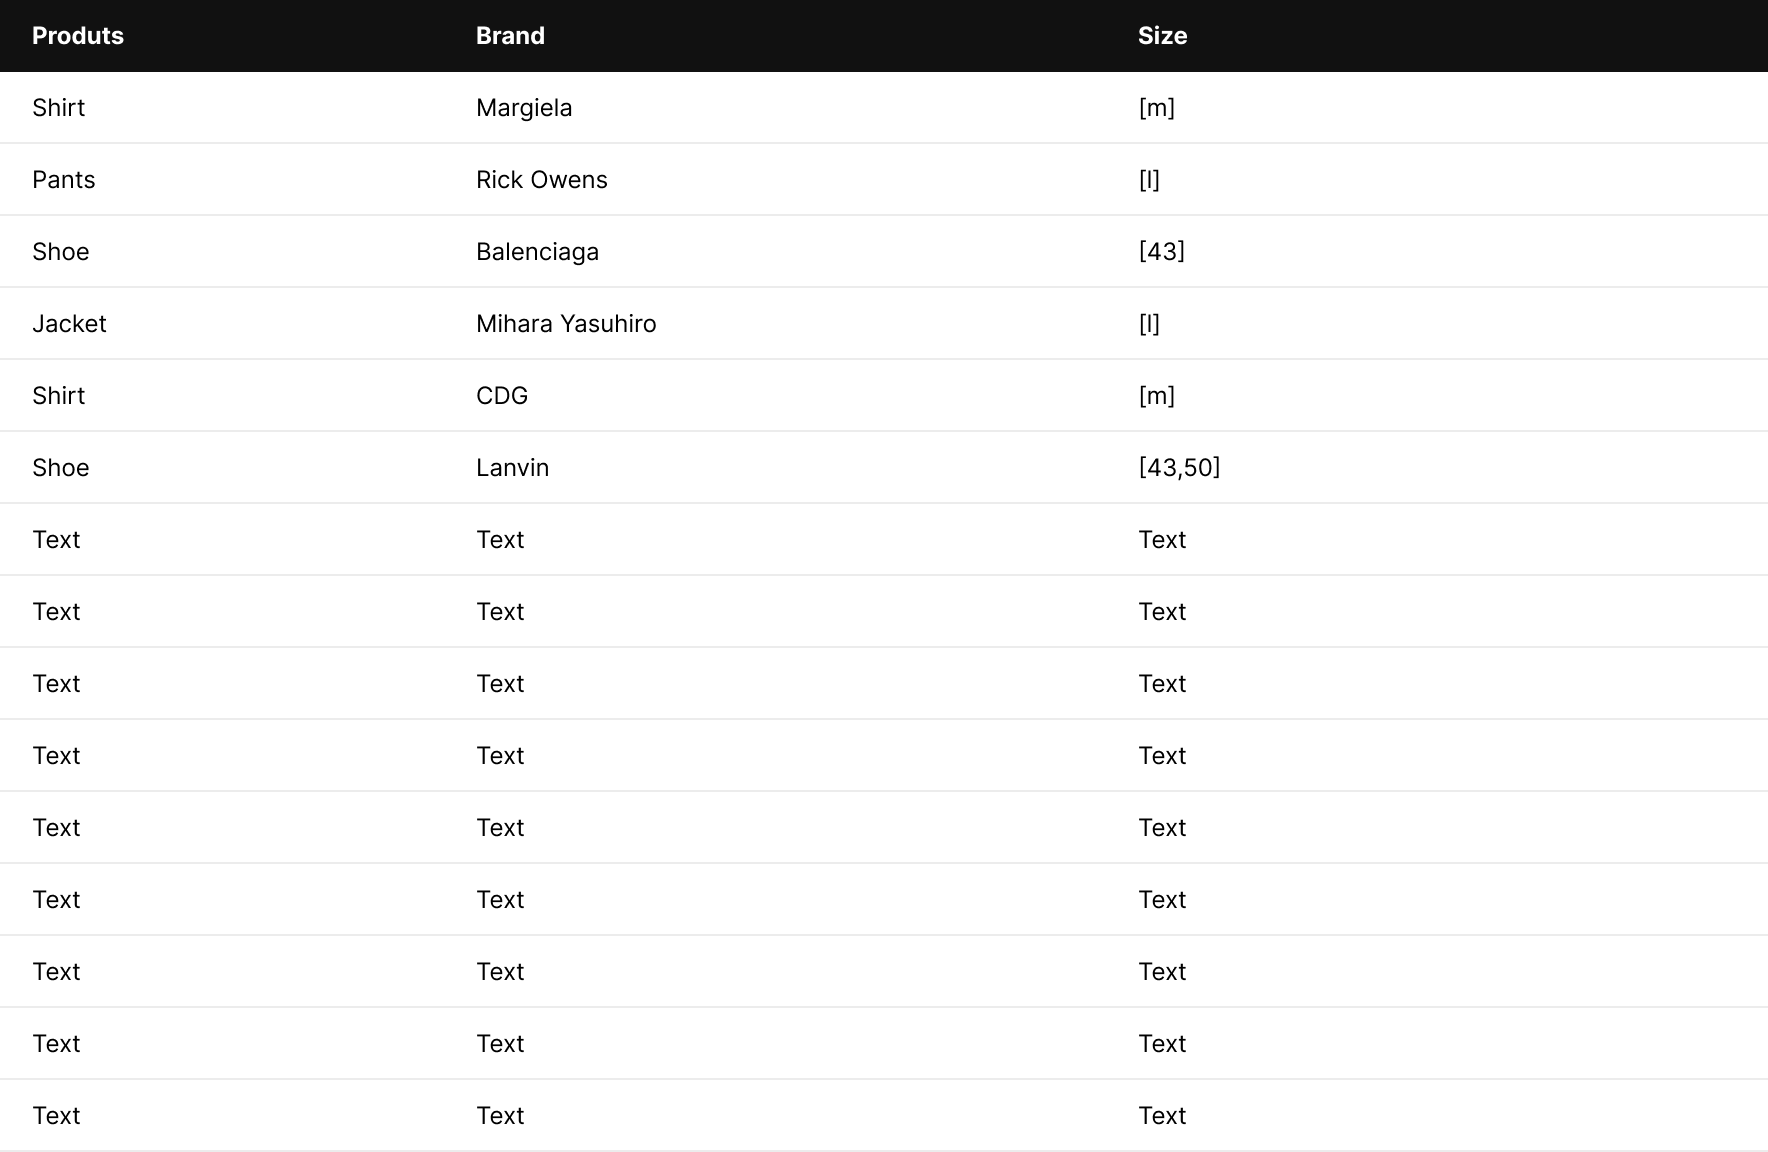 Produts Brand Size
Shirt Margiela [m]
Pants Rick Owens [l]
Shoe Balenciaga [43]
Jacket Mihara Yasuhiro [l]
Shirt CDG [m]
Shoe Lanvin [43,50]
Text Text Text
Text Text Text
Text Text Text
Text Text Text
Text Text Text
Text Text Text
Text Text Text
Text Text Text
Text Text Text